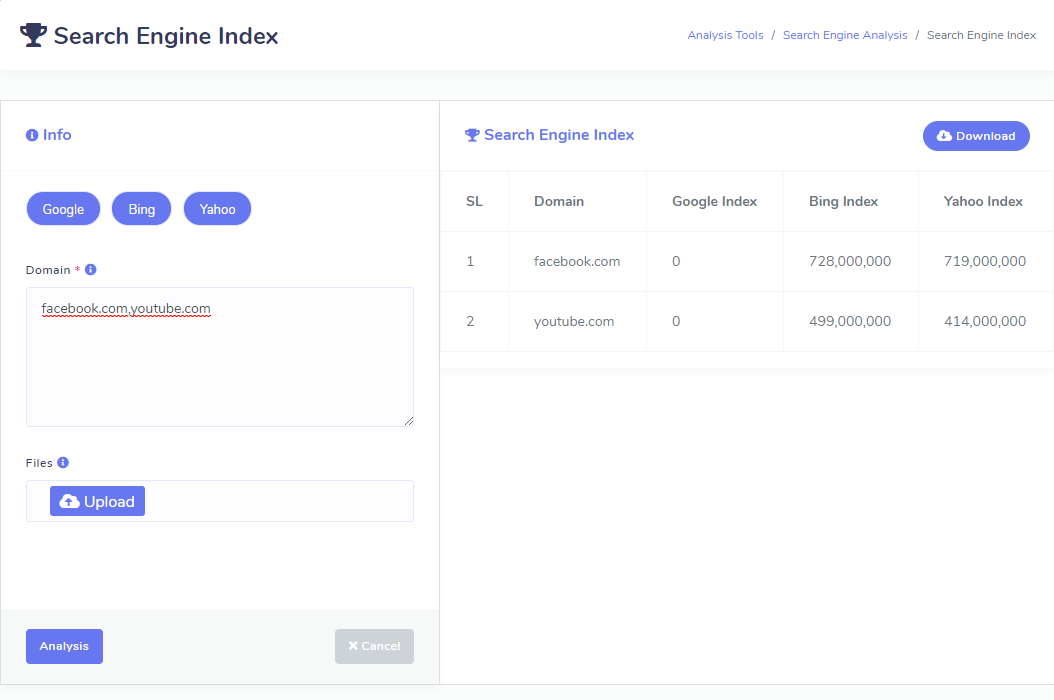 Search Engine Index
Analysis Tools / Search Engine Analysis / Search Engine Index
Info
Google Bing Yahoo
Domain *
facebook.com,youtube.com
Files
Upload
Analysis Cancel
Search Engine Index
Download
SL Domain Google Index Bing Index Yahoo Index
1 facebook.com 0 728,000,000 719,000,000
2 youtube.com 0 499,000,000 414,000,000